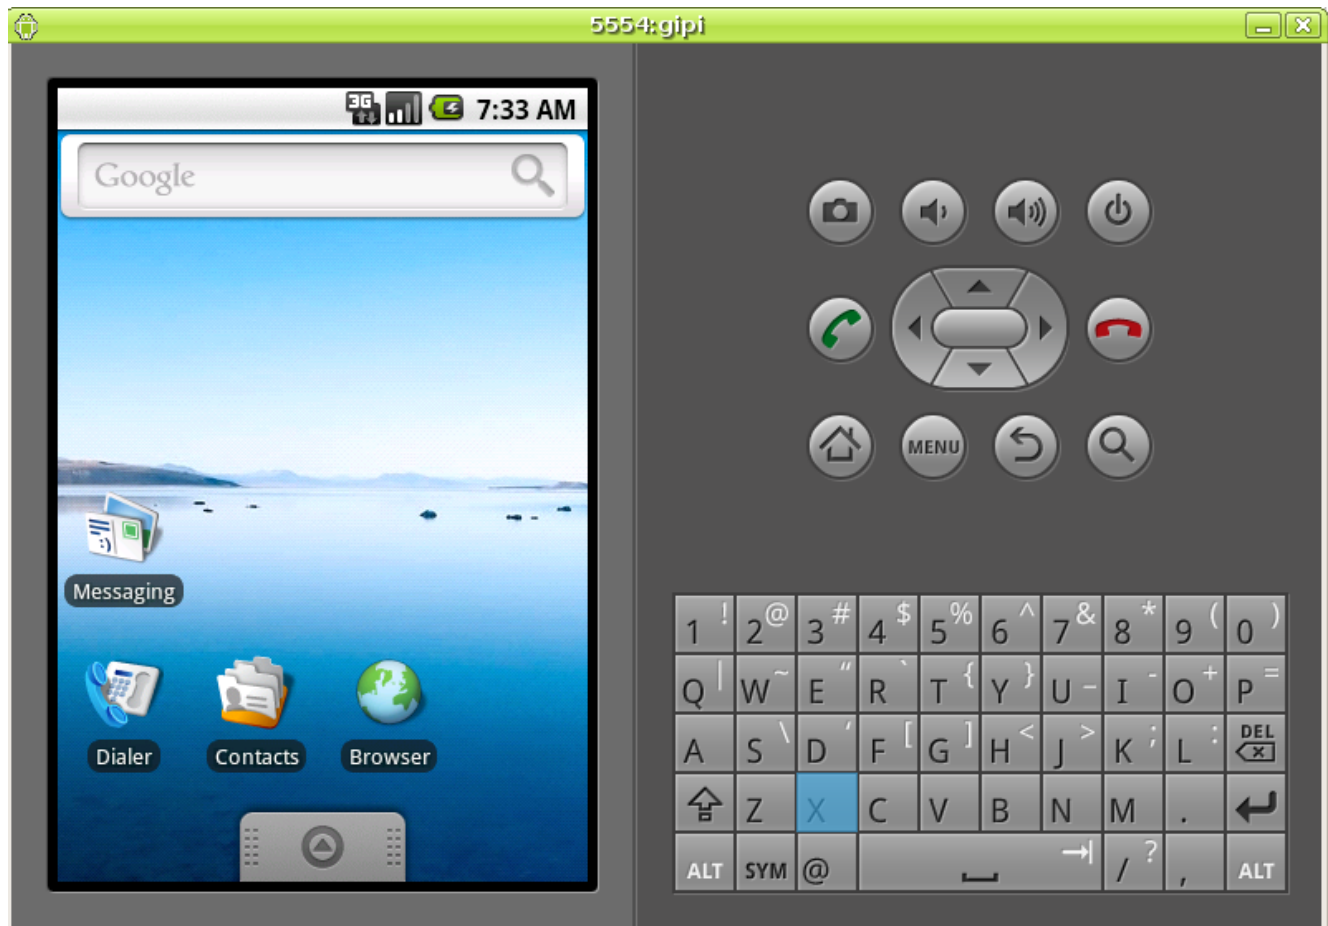 5554:gipi
3G 7:33 AM
Google
MENU
Messaging
Dialer Contacts Browser
1 ! 2 @ 3 # 4 $ 5 % 6 ^ 7 & 8 * 9 ( 0 )
Q | W ~ E " R ` T { Y } U _ I - O + P =
A S \ D ' F [ G ] H < J > K ; L : DEL
Z X C V B N M .
ALT SYM @ / ? , ALT